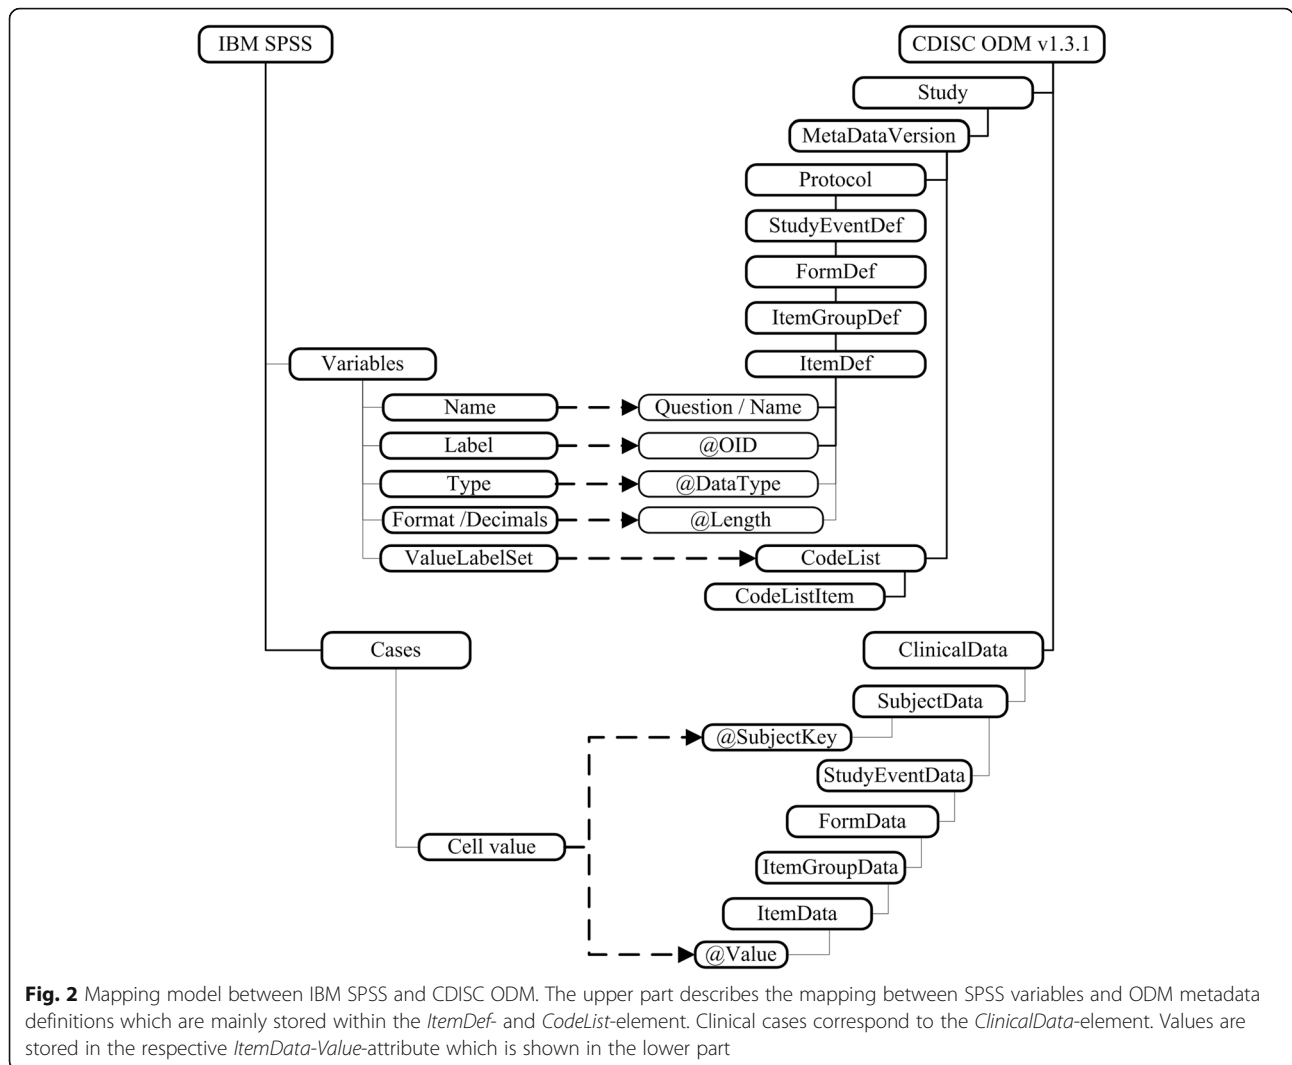 IBM SPSS
CDISC ODM v1.3.1
Study
MetaDataVersion
Protocol
StudyEventDef
FormDef
ItemGroupDef
Variables
ItemDef
Name
Question / Name
Label
@OID
Type
@DataType
Format /Decimals
@Length
ValueLabelSet
CodeList
CodeListItem
Cases
ClinicalData
SubjectData
@SubjectKey
StudyEventData
FormData
Cell value
ItemGroupData
ItemData
@Value
Fig. 2 Mapping model between IBM SPSS and CDISC ODM. The upper part describes the mapping between SPSS variables and ODM metadata
definitions which are mainly stored within the ItemDef- and CodeList-element. Clinical cases correspond to the ClinicalData-element. Values are
stored in the respective ItemData-Value-attribute which is shown in the lower part